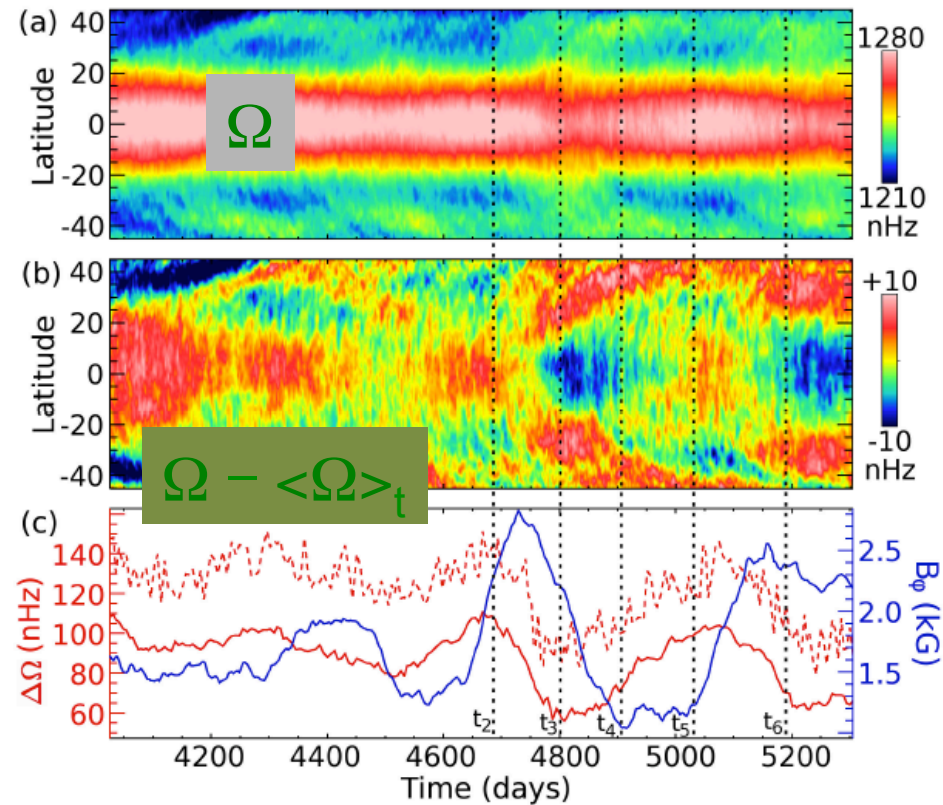 (a)
Latitude
40
20
0
-20
-40
Ω
1280
1210
nHz
(b)
Latitude
40
20
0
-20
-40
Ω − <Ω>t
+10
-10
nHz
(c)
ΔΩ (nHz)
140
120
100
80
60
2.5
2.0
1.5
Bφ (kG)
t2 t3 t4 t5 t6
4200 4400 4600 4800 5000 5200
Time (days)